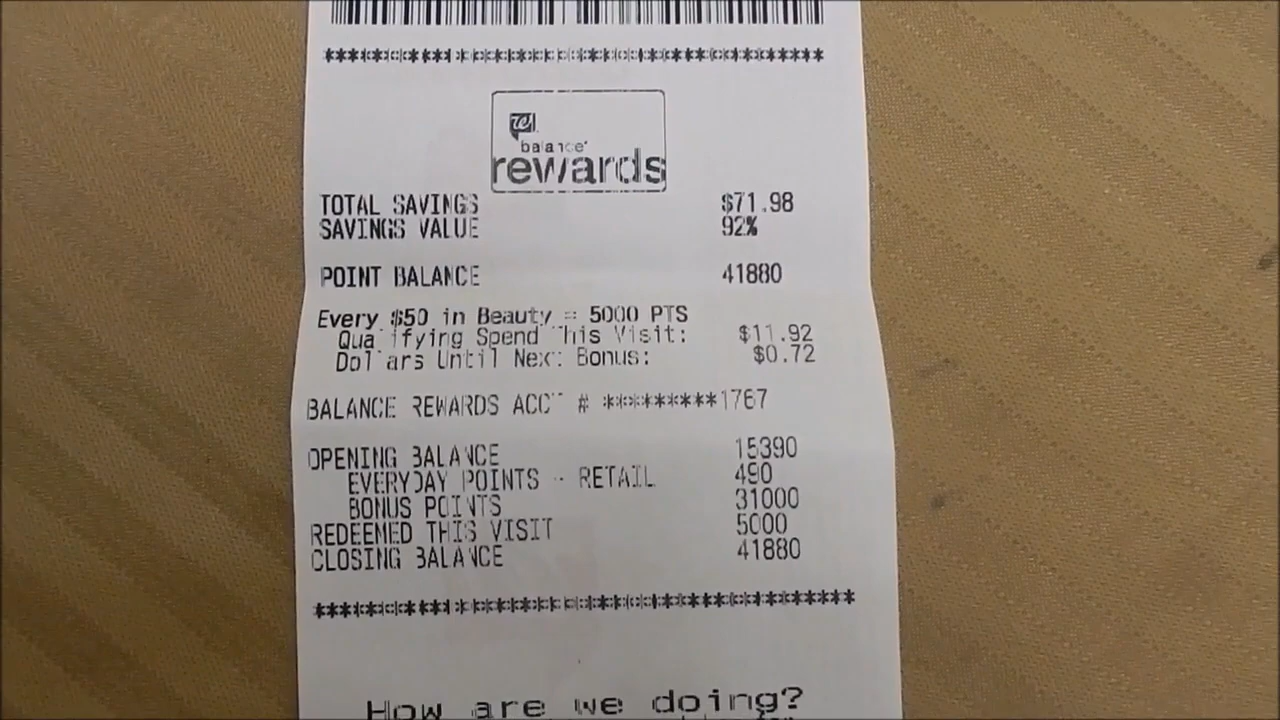 ****************************************
balance®
rewards
TOTAL SAVINGS $71.98
SAVINGS VALUE 92%
POINT BALANCE 41880
Every $50 in Beauty = 5000 PTS
Qualifying Spend This Visit: $11.92
Dollars Until Next Bonus: $0.72
BALANCE REWARDS ACCT # *********1767
OPENING BALANCE 15390
EVERYDAY POINTS - RETAIL 490
BONUS POINTS 31000
REDEEMED THIS VISIT 5000
CLOSING BALANCE 41880
****************************************
How are we doing?